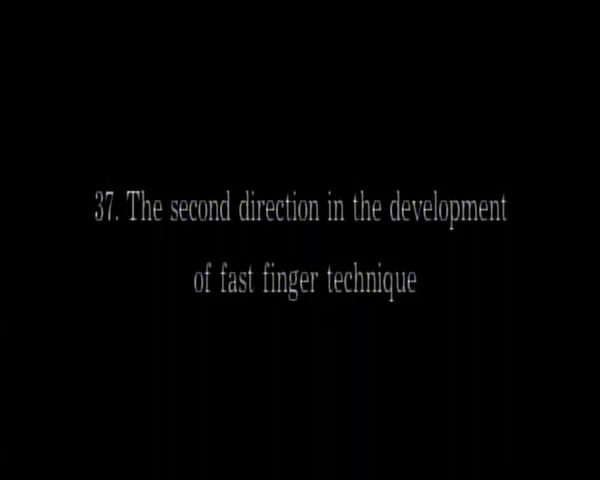 37. The second direction in the development
of fast finger technique